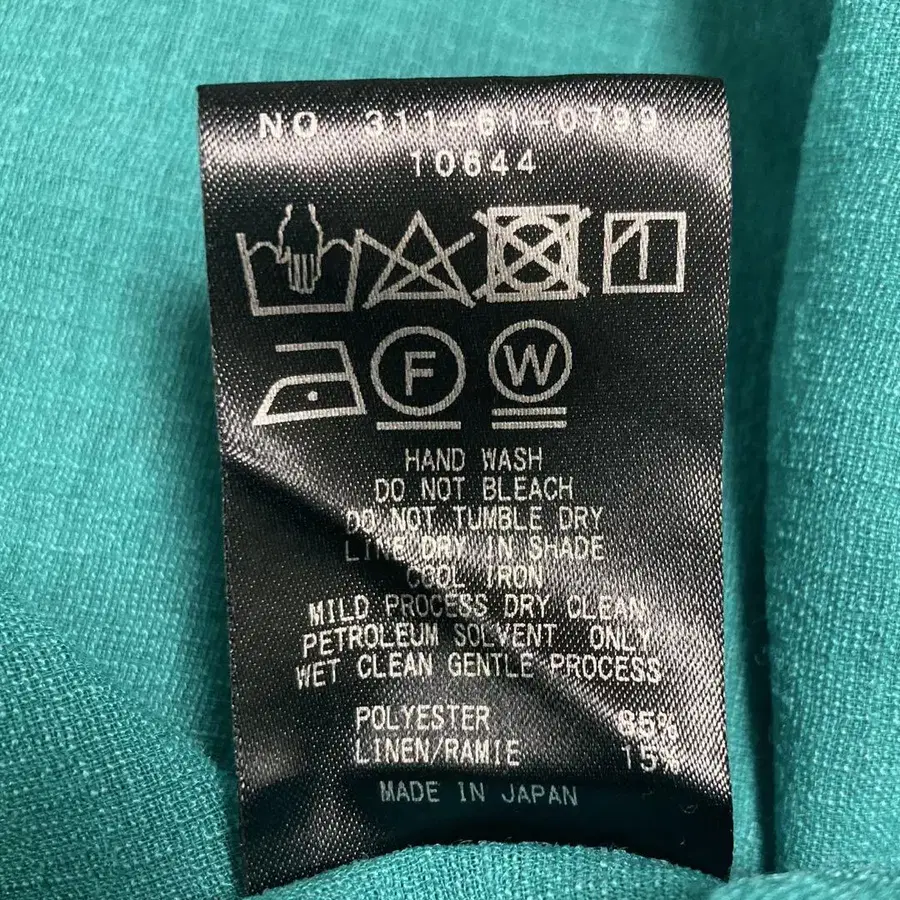 NO 311-61-0799
10644
F W
HAND WASH
DO NOT BLEACH
DO NOT TUMBLE DRY
LINE DRY IN SHADE
COOL IRON
MILD PROCESS DRY CLEAN
PETROLEUM SOLVENT ONLY
WET CLEAN GENTLE PROCESS
POLYESTER 85%
LINEN/RAMIE 15%
MADE IN JAPAN